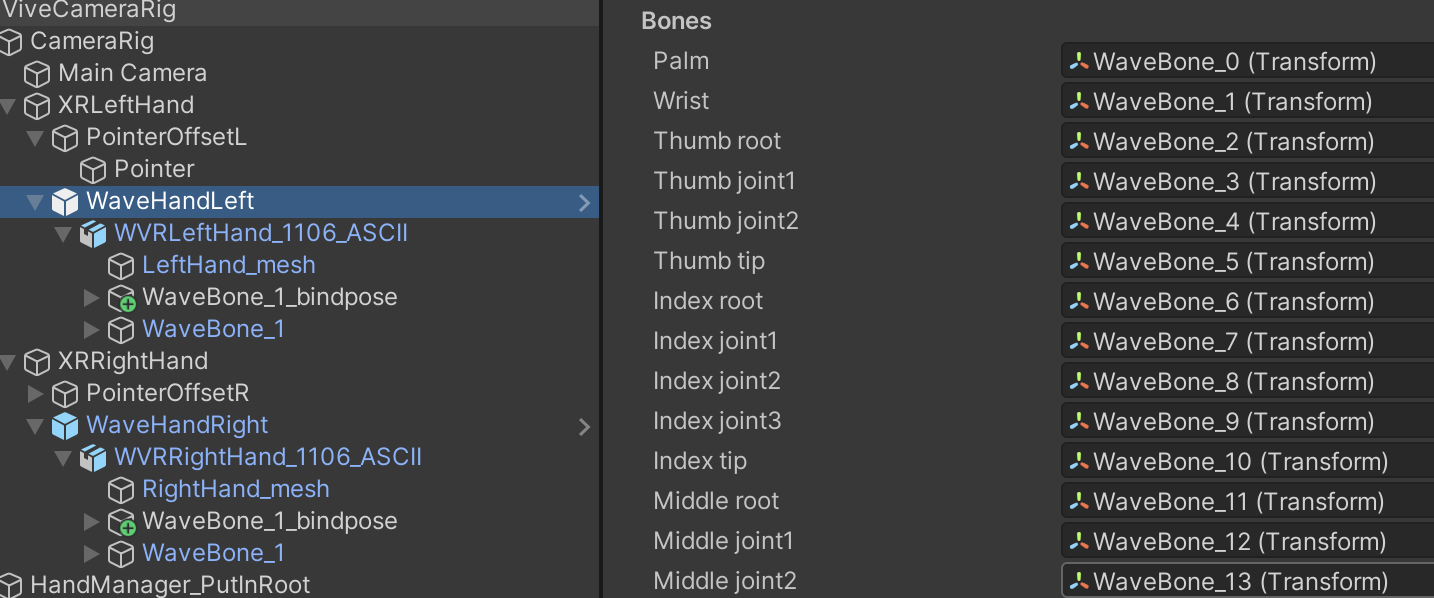 ViveCameraRig
CameraRig
Main Camera
XRLeftHand
PointerOffsetL
Pointer
WaveHandLeft
WVRLeftHand_1106_ASCII
LeftHand_mesh
WaveBone_1_bindpose
WaveBone_1
XRRightHand
PointerOffsetR
WaveHandRight
WVRRightHand_1106_ASCII
RightHand_mesh
WaveBone_1_bindpose
WaveBone_1
HandManager_PutInRoot
Bones
Palm WaveBone_0 (Transform)
Wrist WaveBone_1 (Transform)
Thumb root WaveBone_2 (Transform)
Thumb joint1 WaveBone_3 (Transform)
Thumb joint2 WaveBone_4 (Transform)
Thumb tip WaveBone_5 (Transform)
Index root WaveBone_6 (Transform)
Index joint1 WaveBone_7 (Transform)
Index joint2 WaveBone_8 (Transform)
Index joint3 WaveBone_9 (Transform)
Index tip WaveBone_10 (Transform)
Middle root WaveBone_11 (Transform)
Middle joint1 WaveBone_12 (Transform)
Middle joint2 WaveBone_13 (Transform)